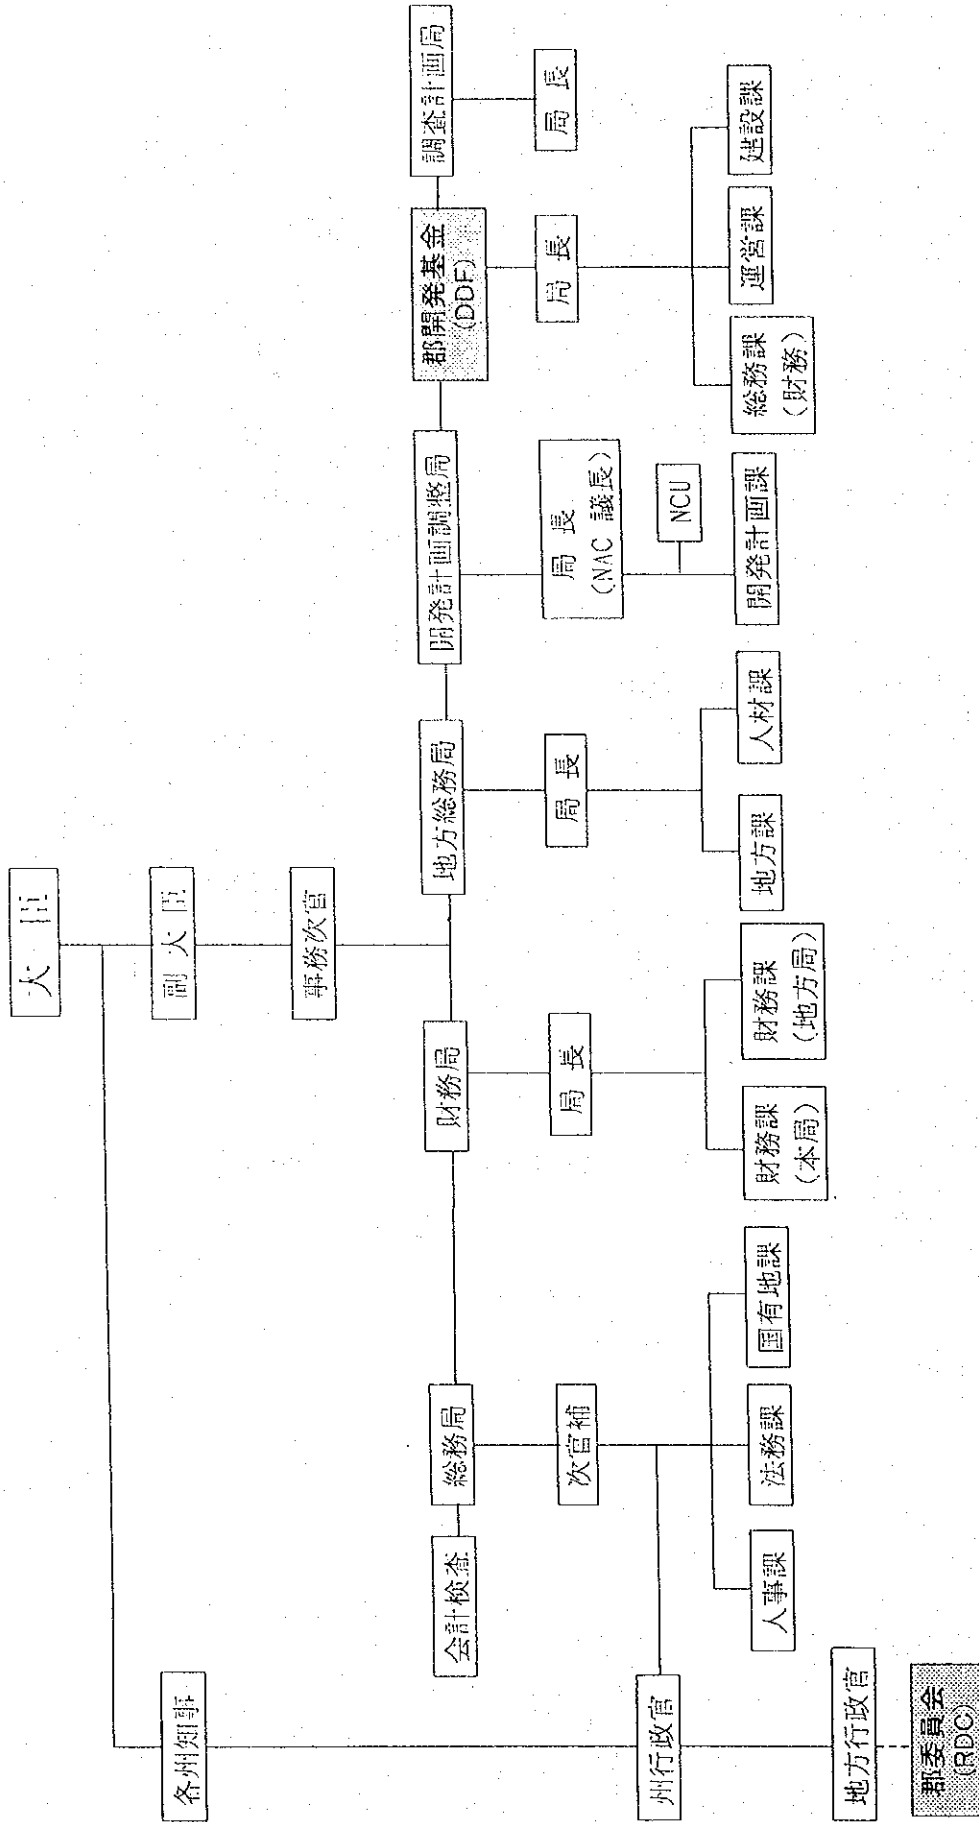 大 臣
副 大 臣
事務次官
各州知事
会計検査
総務局
財務局
地方総務局
開発計画調整局
郡開発基金
(DDF)
調査計画局
次官補
局 長
局 長
局 長
(NAC 議長)
局 長
局 長
州行政官
NCU
人事課
法務課
国有地課
財務課
(本局)
財務課
(地方局)
地方課
人材課
開発計画課
総務課
(財務)
運営課
建設課
地方行政官
郡委員会
(RDC)